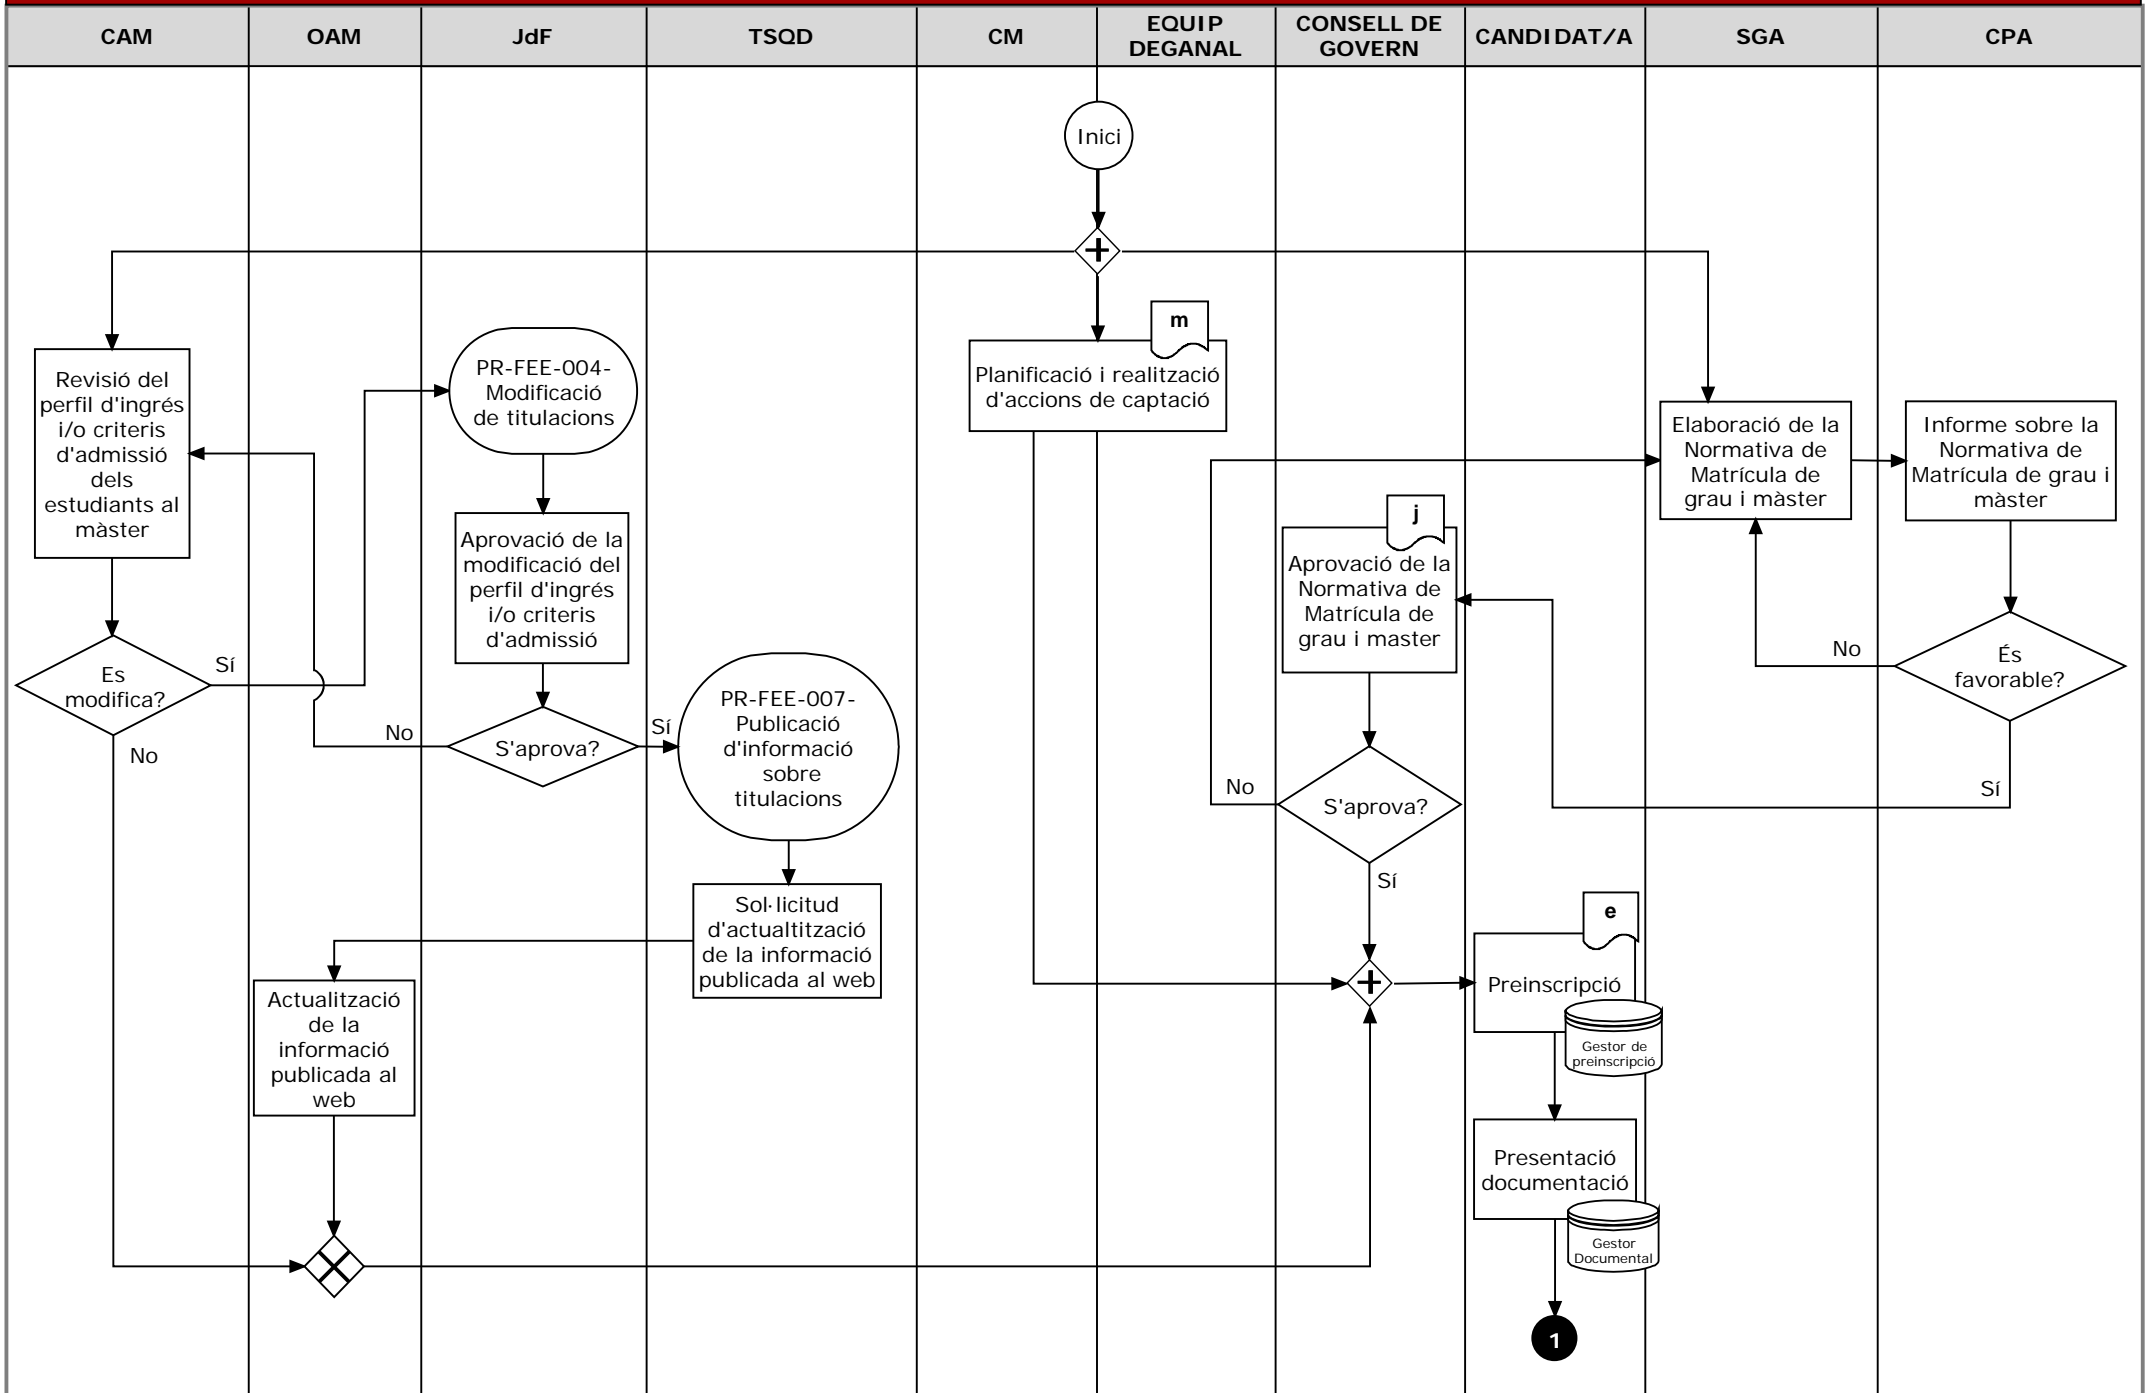 CAM
OAM
JdF
TSQD
CM
EQUIP
DEGANAL
CONSELL DE
GOVERN
CANDIDAT/A
SGA
CPA
Inici
m
Planificació i realització
d'accions de captació
Revisió del
perfil d'ingrés
i/o criteris
d'admissió
dels
estudiants al
màster
Es
modifica?
Sí
No
PR-FEE-004-
Modificació
de titulacions
Aprovació de la
modificació del
perfil d'ingrés
i/o criteris
d'admissió
S'aprova?
No
Sí
PR-FEE-007-
Publicació
d'informació
sobre
titulacions
Sol·licitud
d'actualtització
de la informació
publicada al web
Actualització
de la
informació
publicada al
web
Elaboració de la
Normativa de
Matrícula de
grau i màster
Informe sobre la
Normativa de
Matrícula de grau i
màster
És
favorable?
No
Sí
j
Aprovació de la
Normativa de
Matrícula de
grau i master
S'aprova?
No
Sí
e
Preinscripció
Gestor de
preinscripció
Presentació
documentació
Gestor
Documental
1